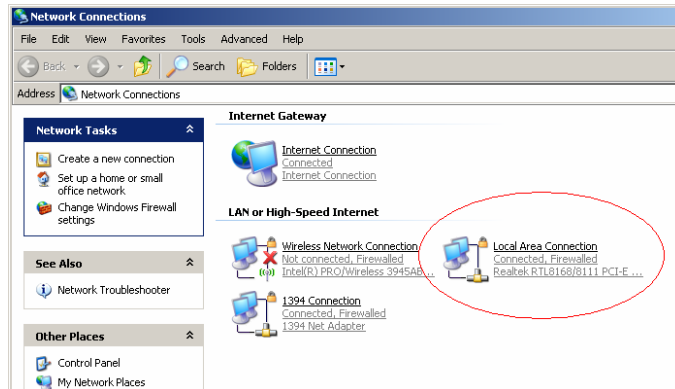 Network Connections
File Edit View Favorites Tools Advanced Help
Back Search Folders
Address Network Connections
Network Tasks
Create a new connection
Set up a home or small
office network
Change Windows Firewall
settings
See Also
Network Troubleshooter
Other Places
Control Panel
My Network Places
Internet Gateway
Internet Connection
Connected
Internet Connection
LAN or High-Speed Internet
Wireless Network Connection
Not connected, Firewalled
Intel(R) PRO/Wireless 3945AB...
Local Area Connection
Connected, Firewalled
Realtek RTL8168/8111 PCI-E ...
1394 Connection
Connected, Firewalled
1394 Net Adapter